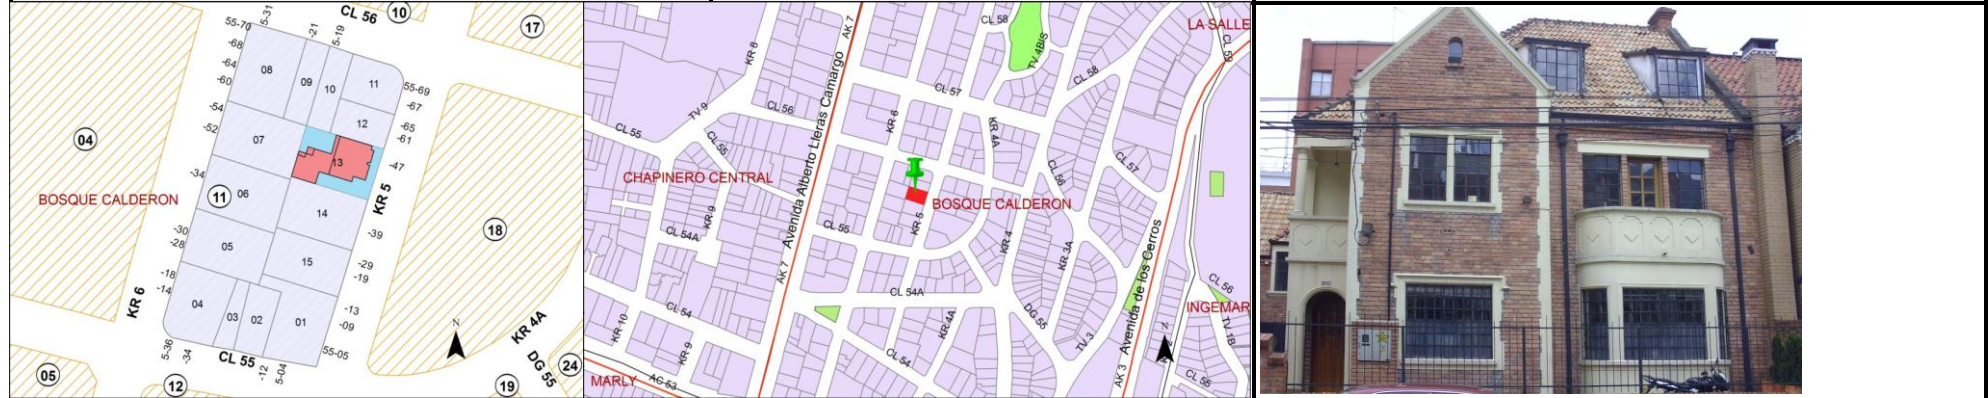 CL 56
10
17
5-31
55-70
-21
5-19
-68
-64
-60
-54
-52
-34
-30
-28
-18
-14
5-36
-34
-12
5-04
55-05
-09
-13
-19
-29
-39
-47
-61
-65
-67
55-69
08
09
10
11
12
07
13
06
11
14
05
15
04
03
02
01
04
BOSQUE CALDERON
18
KR 5
KR 6
CL 55
KR 4A
DG 55
N
05
12
19
24
CL 58
AK 7
KR 8
TV 4BIS
LA SALLE
CL 59
CL 58
CL 57
TV 9
CL 56
KR 6
CL 55
CL 55
KR 4A
CL 56
CL 57
Avenida Alberto Lleras Camargo
CHAPINERO CENTRAL
BOSQUE CALDERON
KR 9
KR 5
CL 55
CL 54A
KR 4
KR 3A
AK 7
Avenida de los Cerros
CL 54A
CL 56
CL 54
KR 10
KR 9
KR 4A
DG 55
INGEMAR
CL 54
TV 3
AK 3
N
TV 1B
MARLY
AC 53
CL 55